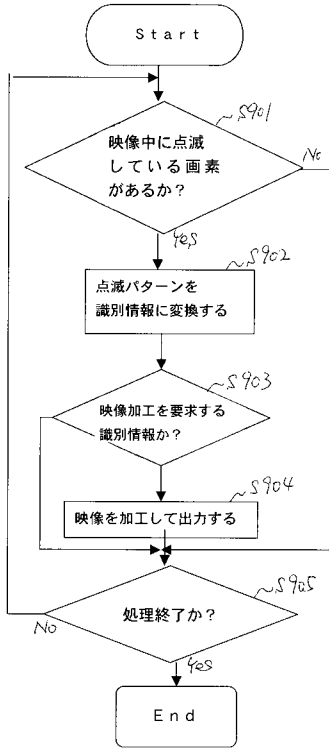 Start
S901
映像中に点滅
している画素
があるか？
No
Yes
S902
点滅パターンを
識別情報に変換する
S903
映像加工を要求する
識別情報か？
S904
映像を加工して出力する
S905
処理終了か？
No
Yes
End